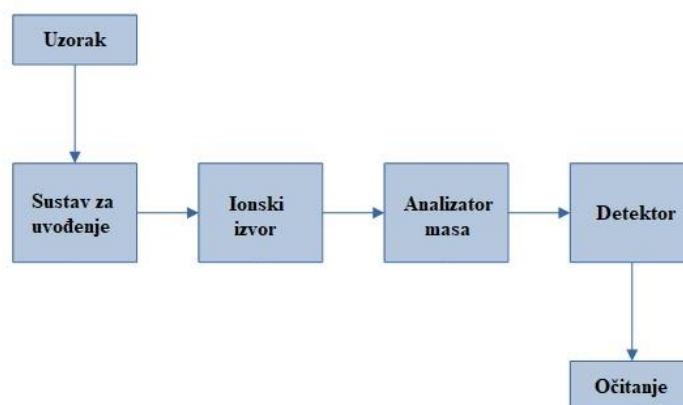 Uzorak
Sustav za
uvođenje
Ionski
izvor
Analizator
masa
Detektor
Očitanje